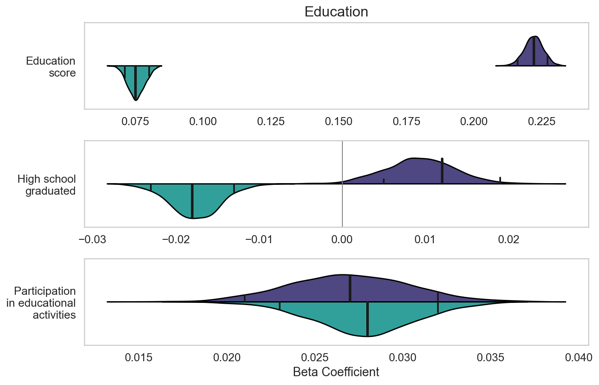 Education
Education
score
0.075 0.100 0.125 0.150 0.175 0.200 0.225
High school
graduated
−0.03 −0.02 −0.01 0.00 0.01 0.02
Participation
in educational
activities
0.015 0.020 0.025 0.030 0.035 0.040
Beta Coefficient